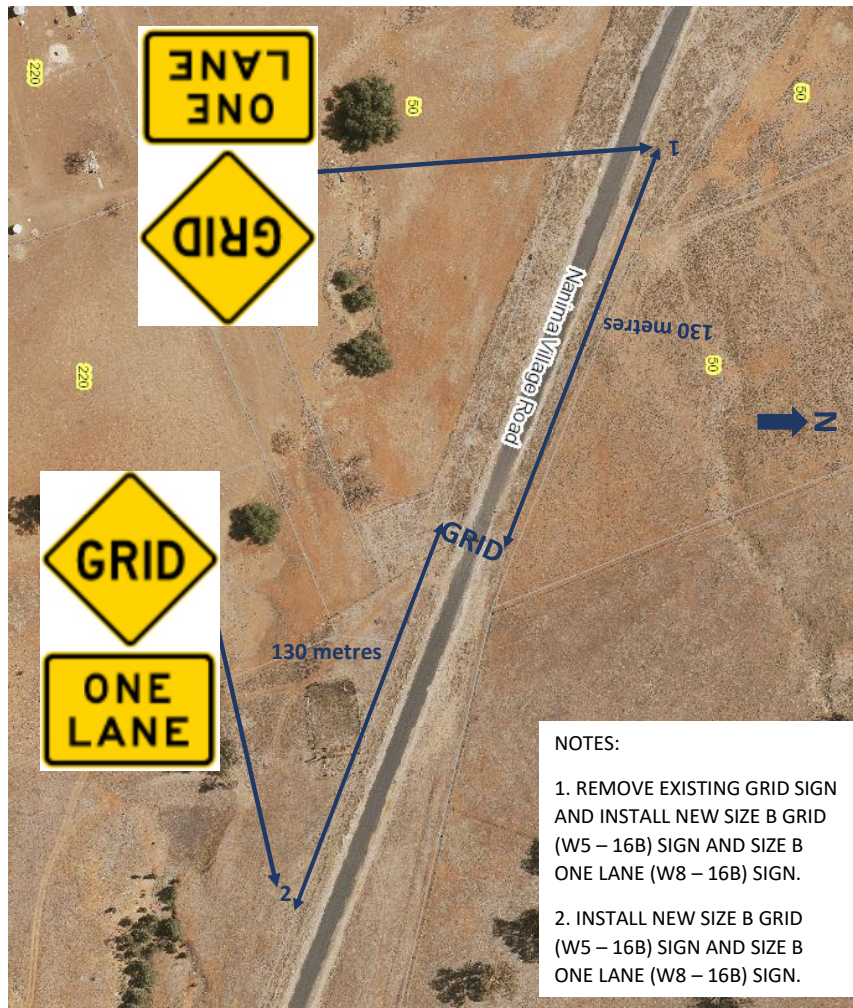 ONE
LANE
GRID
220
50
50
1
130 metres
Nanima Village Road
50
220
N
GRID
GRID
130 metres
ONE
LANE
2
NOTES:
1. REMOVE EXISTING GRID SIGN
AND INSTALL NEW SIZE B GRID
(W5 – 16B) SIGN AND SIZE B
ONE LANE (W8 – 16B) SIGN.
2. INSTALL NEW SIZE B GRID
(W5 – 16B) SIGN AND SIZE B
ONE LANE (W8 – 16B) SIGN.